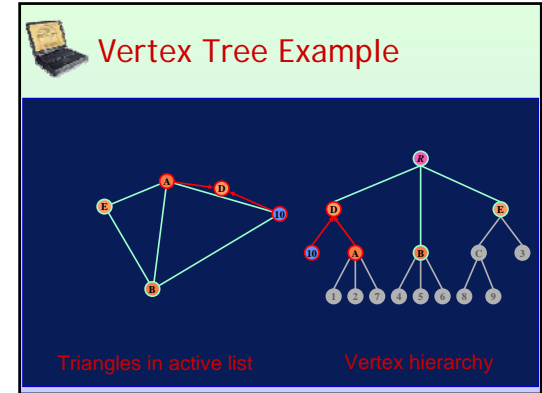 Vertex Tree Example
A
D
E
10
B
Triangles in active list
R
D
E
10
A
B
C
3
1
2
7
4
5
6
8
9
Vertex hierarchy